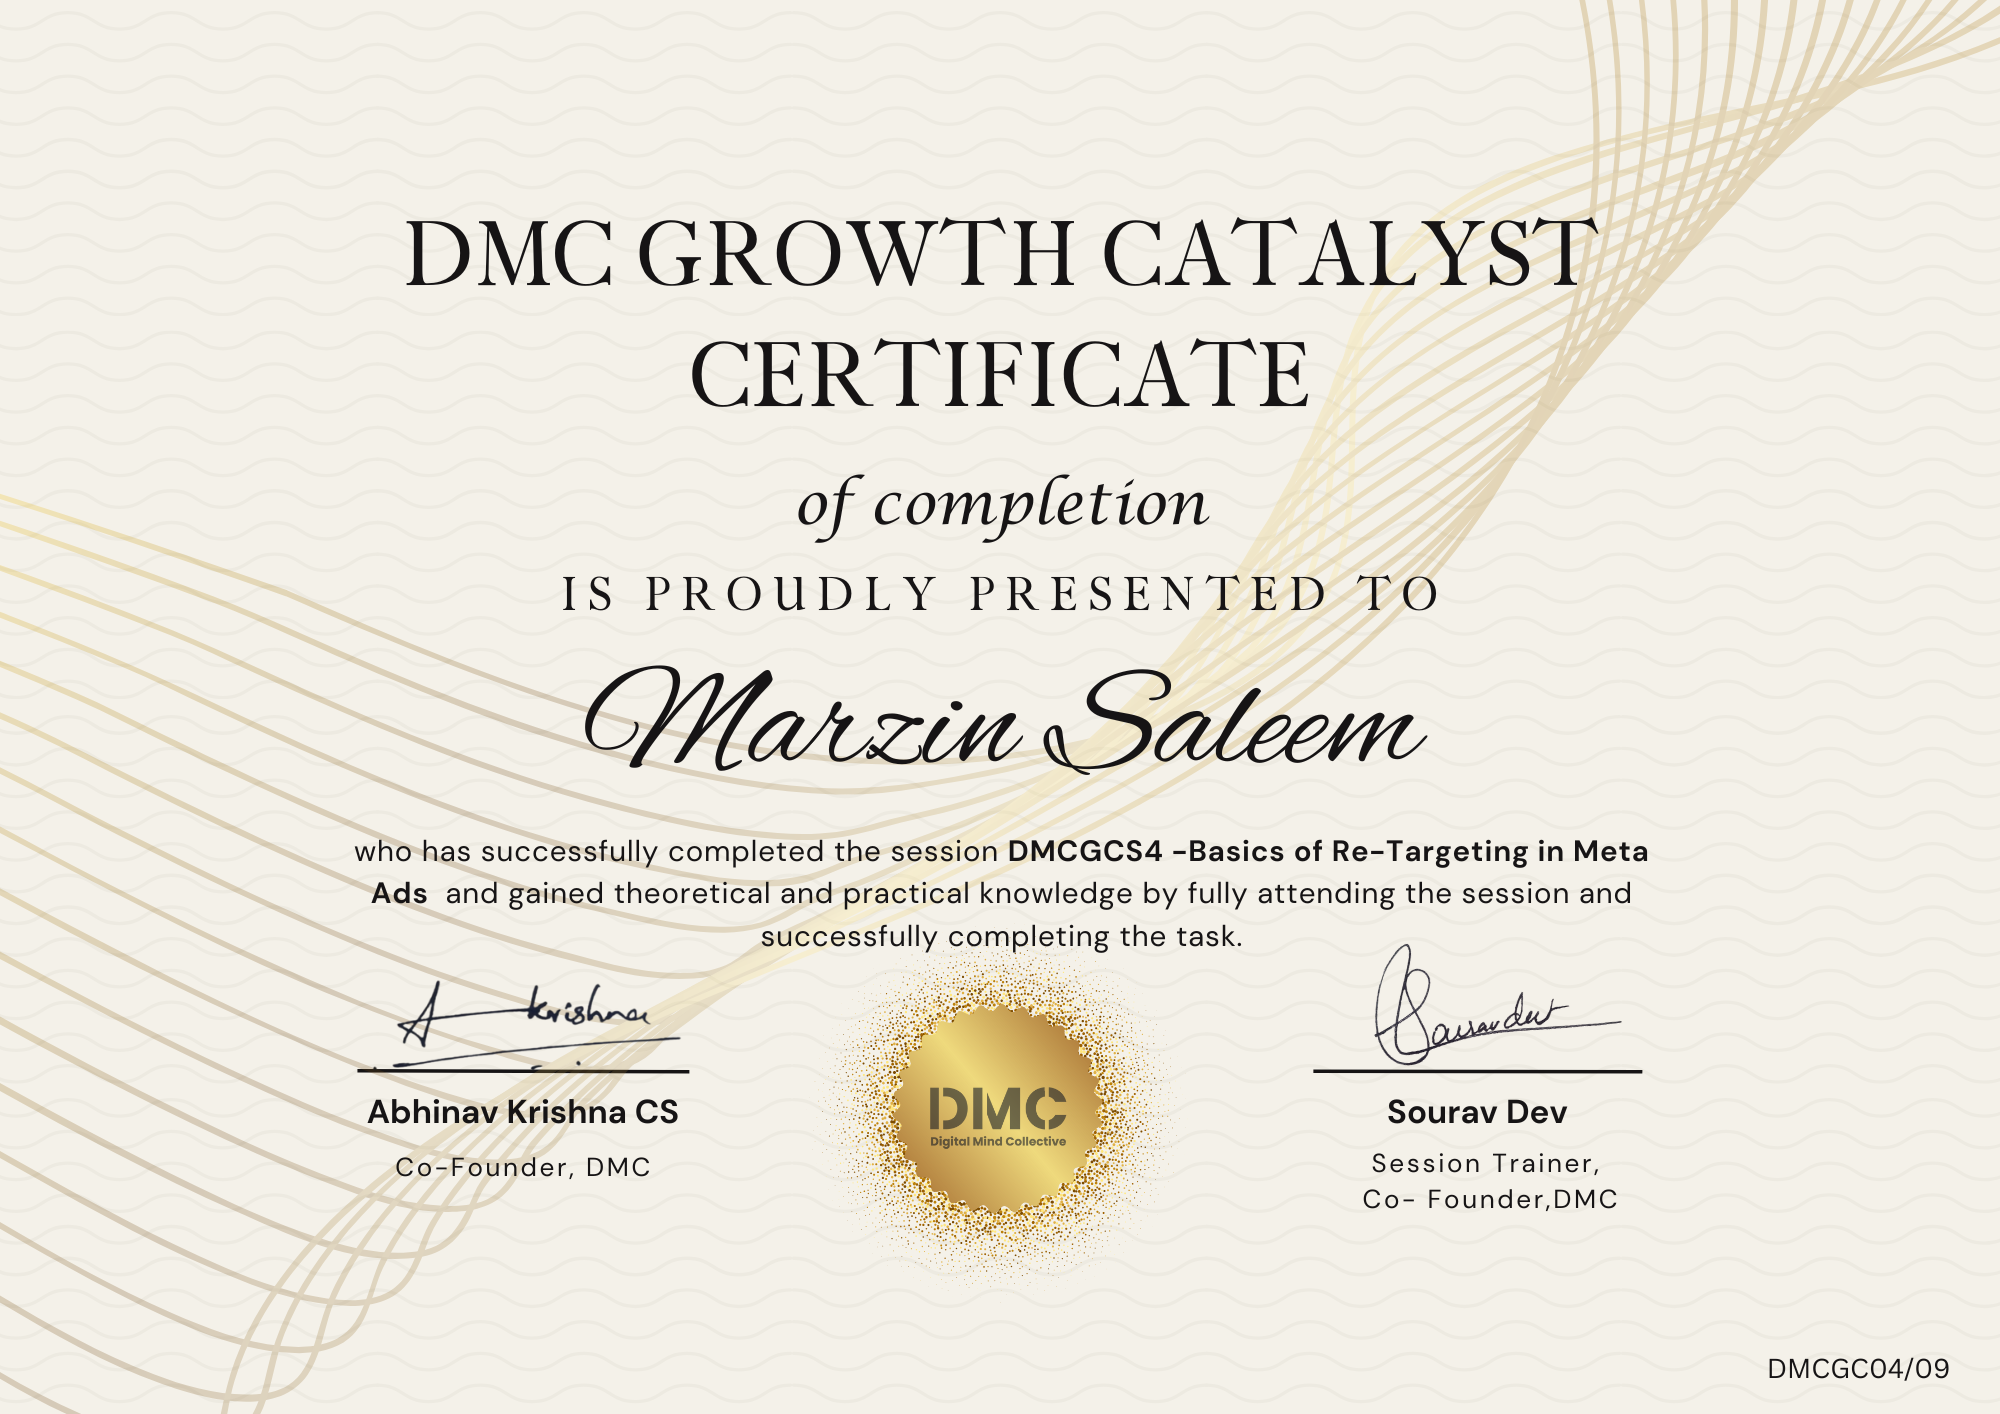 DMC GROWTH CATALYST
CERTIFICATE
of completion
IS PROUDLY PRESENTED TO
Marzin Saleem
who has successfully completed the session DMCGCS4 -Basics of Re-Targeting in Meta
Ads and gained theoretical and practical knowledge by fully attending the session and
successfully completing the task.
A krishna
Souravdev
Abhinav Krishna CS
Co-Founder, DMC
DMC
Digital Mind Collective
Sourav Dev
Session Trainer,
Co- Founder,DMC
DMCGC04/09